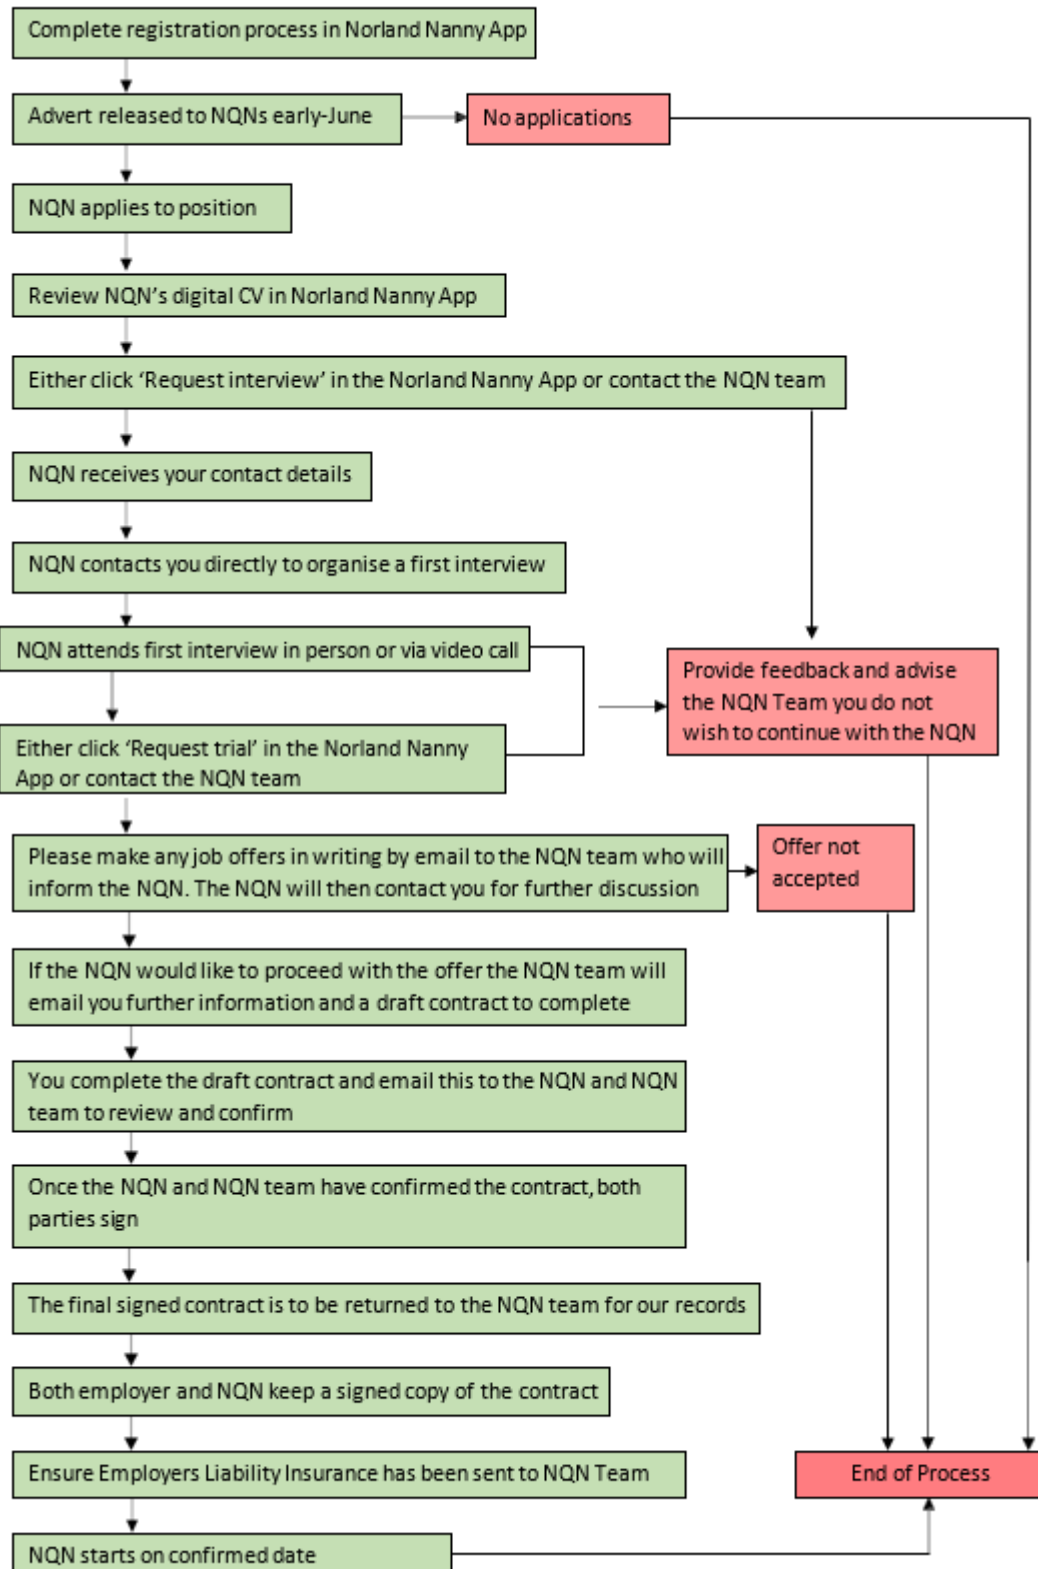 Complete registration process in Norland Nanny App
Advert released to NQNs early-June
No applications
NQN applies to position
Review NQN's digital CV in Norland Nanny App
Either click 'Request interview' in the Norland Nanny App or contact the NQN team
NQN receives your contact details
NQN contacts you directly to organise a first interview
NQN attends first interview in person or via video call
Provide feedback and advise
the NQN Team you do not
wish to continue with the NQN
Either click 'Request trial' in the Norland Nanny
App or contact the NQN team
Please make any job offers in writing by email to the NQN team who will
inform the NQN. The NQN will then contact you for further discussion
Offer not
accepted
If the NQN would like to proceed with the offer the NQN team will
email you further information and a draft contract to complete
You complete the draft contract and email this to the NQN and NQN
team to review and confirm
Once the NQN and NQN team have confirmed the contract, both
parties sign
The final signed contract is to be returned to the NQN team for our records
Both employer and NQN keep a signed copy of the contract
Ensure Employers Liability Insurance has been sent to NQN Team
End of Process
NQN starts on confirmed date